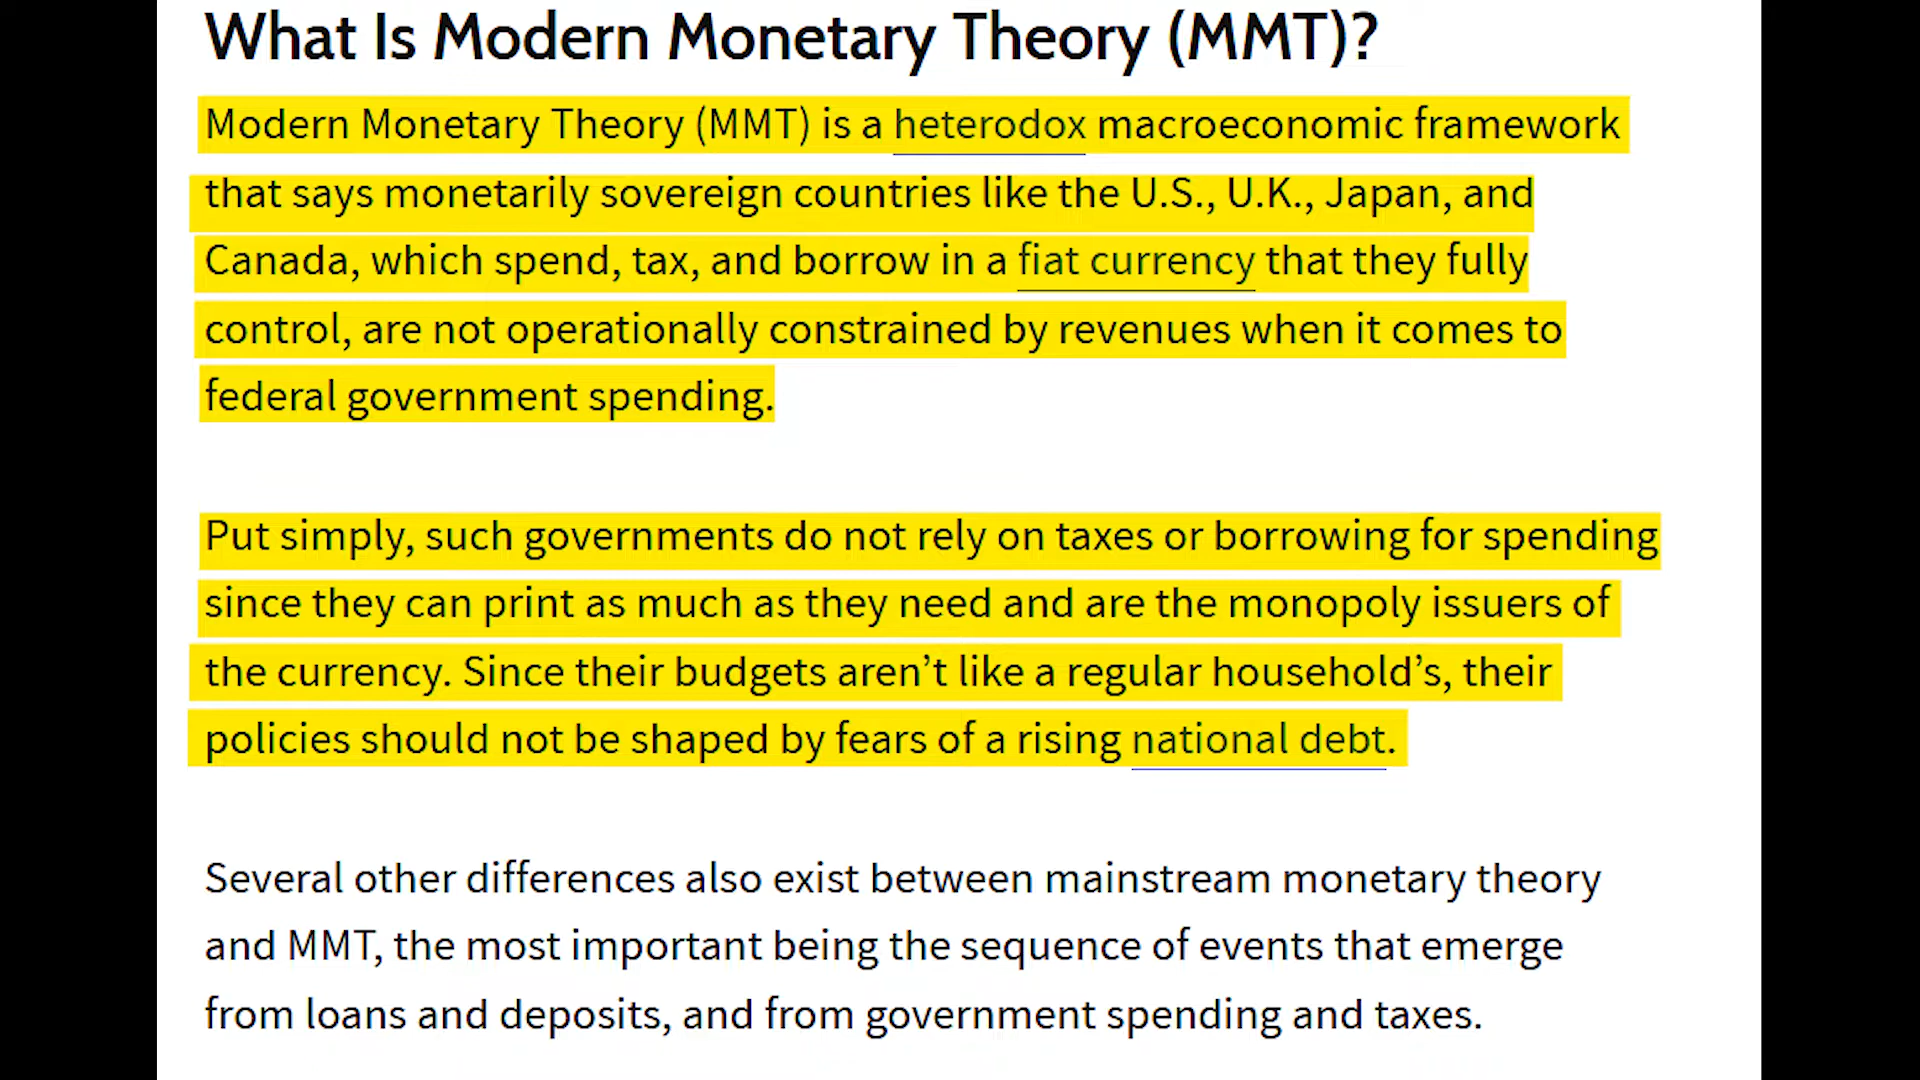 What Is Modern Monetary Theory (MMT)?
Modern Monetary Theory (MMT) is a heterodox macroeconomic framework
that says monetarily sovereign countries like the U.S., U.K., Japan, and
Canada, which spend, tax, and borrow in a fiat currency that they fully
control, are not operationally constrained by revenues when it comes to
federal government spending.
Put simply, such governments do not rely on taxes or borrowing for spending
since they can print as much as they need and are the monopoly issuers of
the currency. Since their budgets aren’t like a regular household’s, their
policies should not be shaped by fears of a rising national debt.
Several other differences also exist between mainstream monetary theory
and MMT, the most important being the sequence of events that emerge
from loans and deposits, and from government spending and taxes.